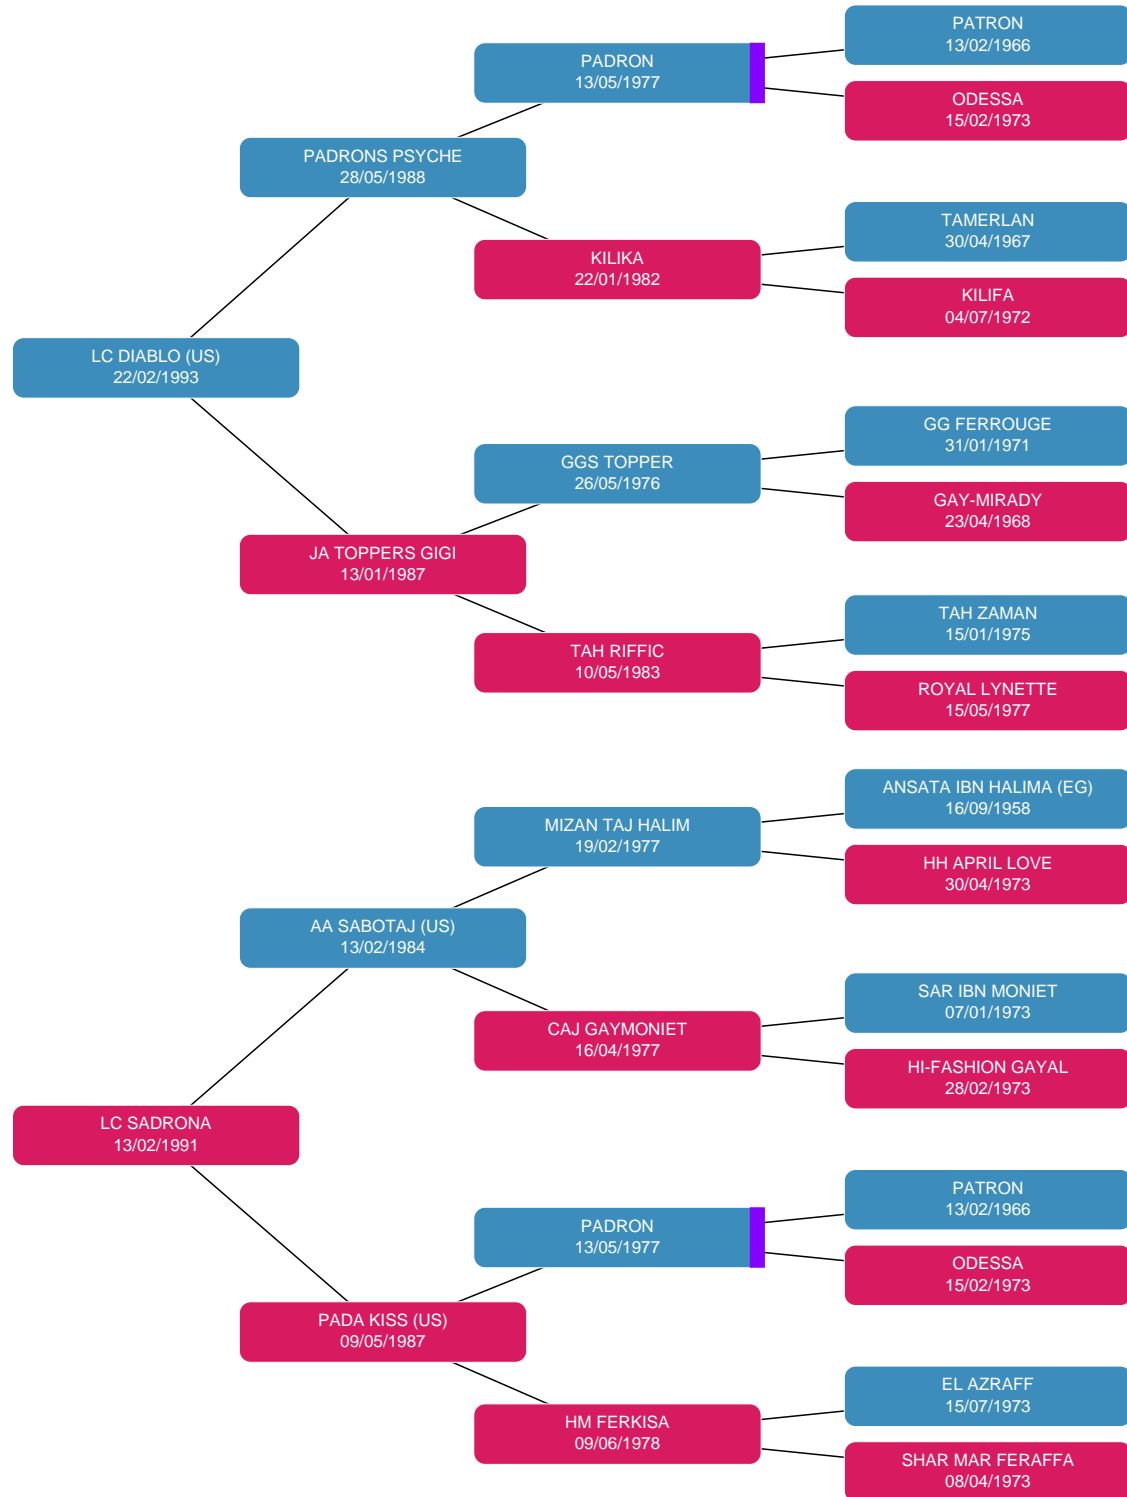 PATRON
13/02/1966
PADRON
13/05/1977
ODESSA
15/02/1973
PADRONS PSYCHE
28/05/1988
TAMERLAN
30/04/1967
KILIKA
22/01/1982
KILIFA
04/07/1972
LC DIABLO (US)
22/02/1993
GG FERROUGE
31/01/1971
GGS TOPPER
26/05/1976
GAY-MIRADY
23/04/1968
JA TOPPERS GIGI
13/01/1987
TAH ZAMAN
15/01/1975
TAH RIFFIC
10/05/1983
ROYAL LYNETTE
15/05/1977
ANSATA IBN HALIMA (EG)
16/09/1958
MIZAN TAJ HALIM
19/02/1977
HH APRIL LOVE
30/04/1973
AA SABOTAJ (US)
13/02/1984
SAR IBN MONIET
07/01/1973
CAJ GAYMONIET
16/04/1977
HI-FASHION GAYAL
28/02/1973
LC SADRONA
13/02/1991
PATRON
13/02/1966
PADRON
13/05/1977
ODESSA
15/02/1973
PADA KISS (US)
09/05/1987
EL AZRAFF
15/07/1973
HM FERKISA
09/06/1978
SHAR MAR FERAFFA
08/04/1973